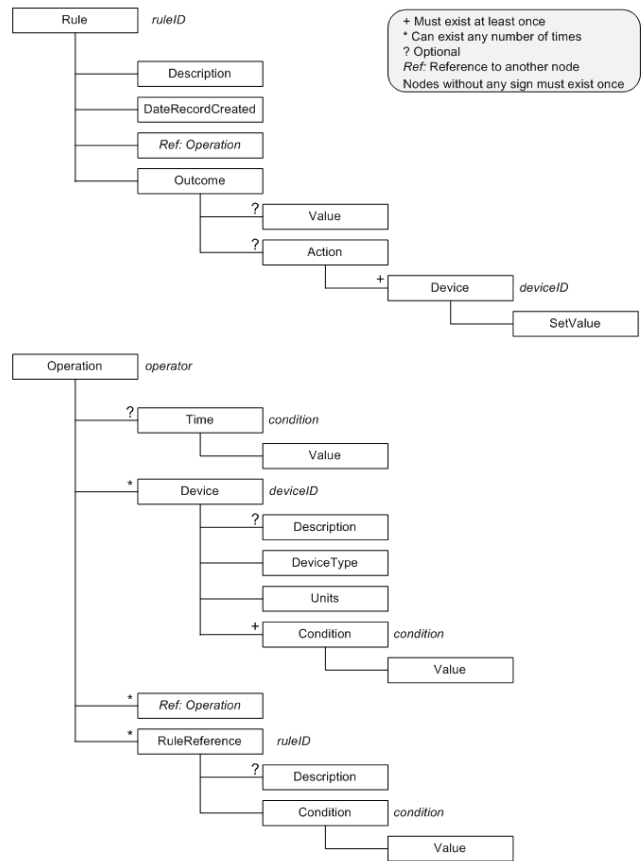 Rule ruleID
+ Must exist at least once
* Can exist any number of times
? Optional
Ref: Reference to another node
Nodes without any sign must exist once
Description
DateRecordCreated
Ref: Operation
Outcome
? Value
? Action
+ Device deviceID
SetValue
Operation operator
? Time condition
Value
* Device deviceID
? Description
DeviceType
Units
+ Condition condition
Value
* Ref: Operation
* RuleReference ruleID
? Description
Condition condition
Value